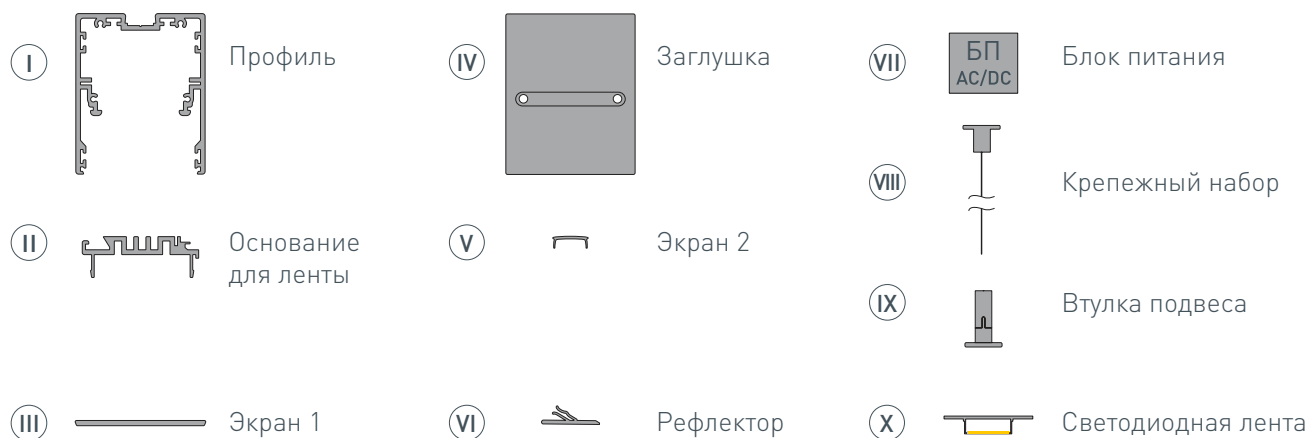 I
Профиль
II
Основание
для ленты
III
Экран 1
IV
Заглушка
V
Экран 2
VI
Рефлектор
VII
БП
AC/DC
Блок питания
VIII
Крепежный набор
IX
Втулка подвеса
X
Светодиодная лента